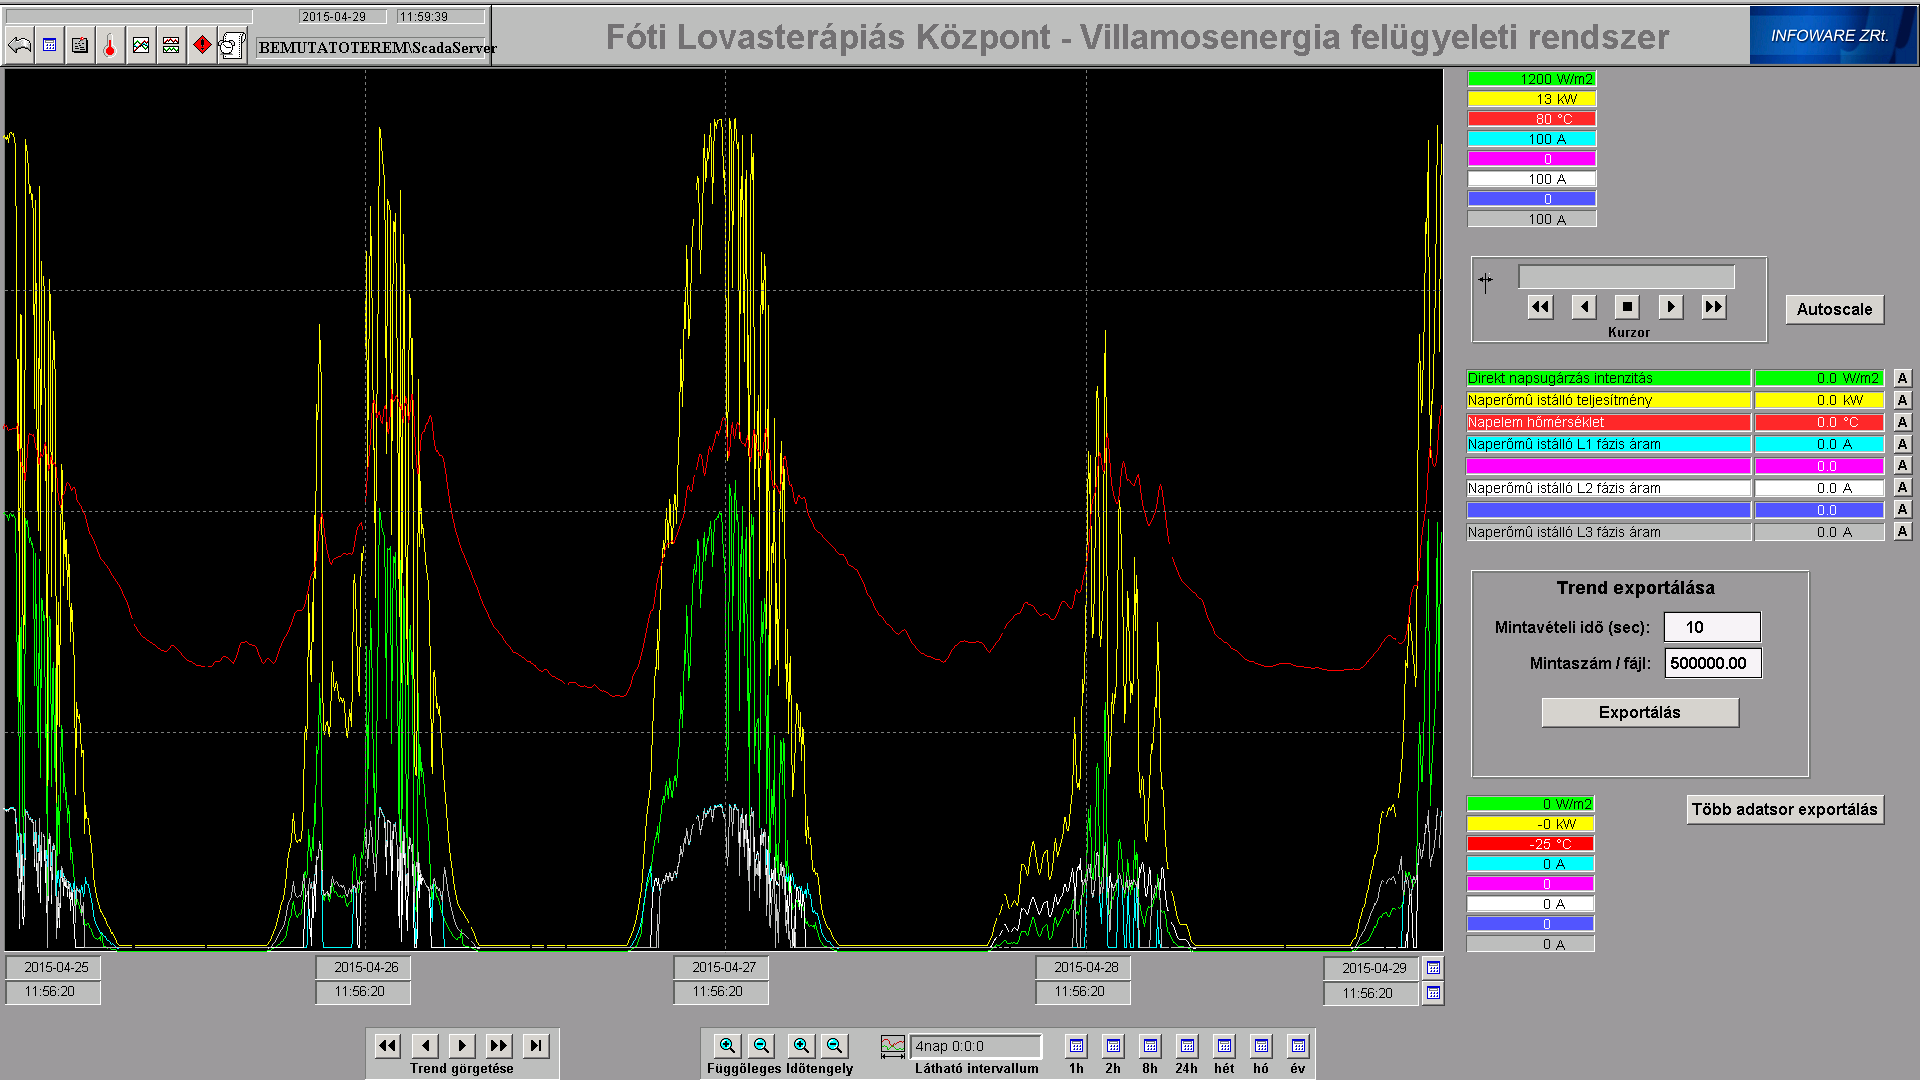 2015-04-29 11:59:39
BEMUTATOTEREM\ScadaServer
Fóti Lovasterápiás Központ - Villamosenergia felügyeleti rendszer
INFOWARE ZRt.
1200 W/m2
13 kW
80 °C
100 A
0
100 A
0
100 A
Kurzor
Autoscale
Direkt napsugárzás intenzitás 0.0 W/m2 A
Naperőmû istálló teljesítmény 0.0 kW A
Napelem hőmérséklet 0.0 °C A
Naperőmû istálló L1 fázis áram 0.0 A A
0.0 A
Naperőmû istálló L2 fázis áram 0.0 A A
0.0 A
Naperőmû istálló L3 fázis áram 0.0 A A
Trend exportálása
Mintavételi idő (sec): 10
Mintaszám / fájl: 500000.00
Exportálás
Több adatsor exportálás
0 W/m2
-0 kW
-25 °C
0 A
0
0 A
0
0 A
2015-04-25 2015-04-26 2015-04-27 2015-04-28 2015-04-29
11:56:20 11:56:20 11:56:20 11:56:20 11:56:20
Trend görgetése
Függőleges Időtengely
4nap 0:0:0
Látható intervallum
1h 2h 8h 24h hét hó év